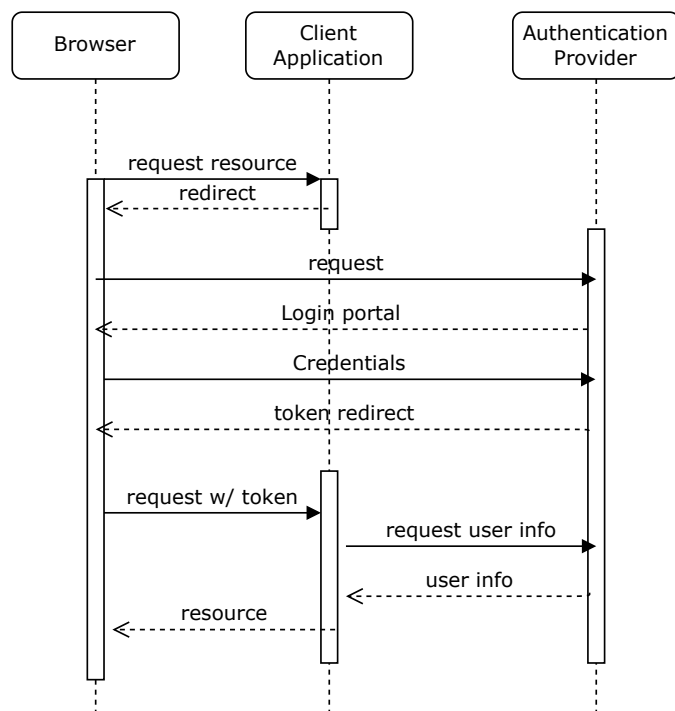 Browser
Client
Application
Authentication
Provider
request resource
redirect
request
Login portal
Credentials
token redirect
request w/ token
request user info
user info
resource